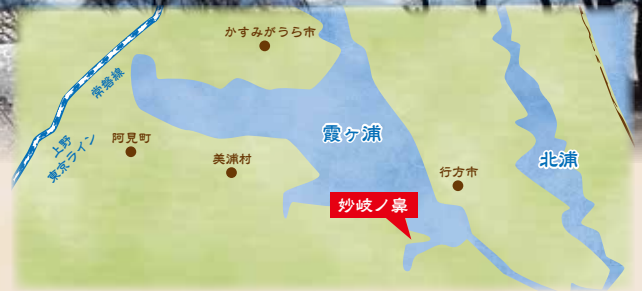 かすみがうら市
常磐線
上野
東京ライン
阿見町
霞ヶ浦
美浦村
北浦
行方市
妙岐ノ鼻